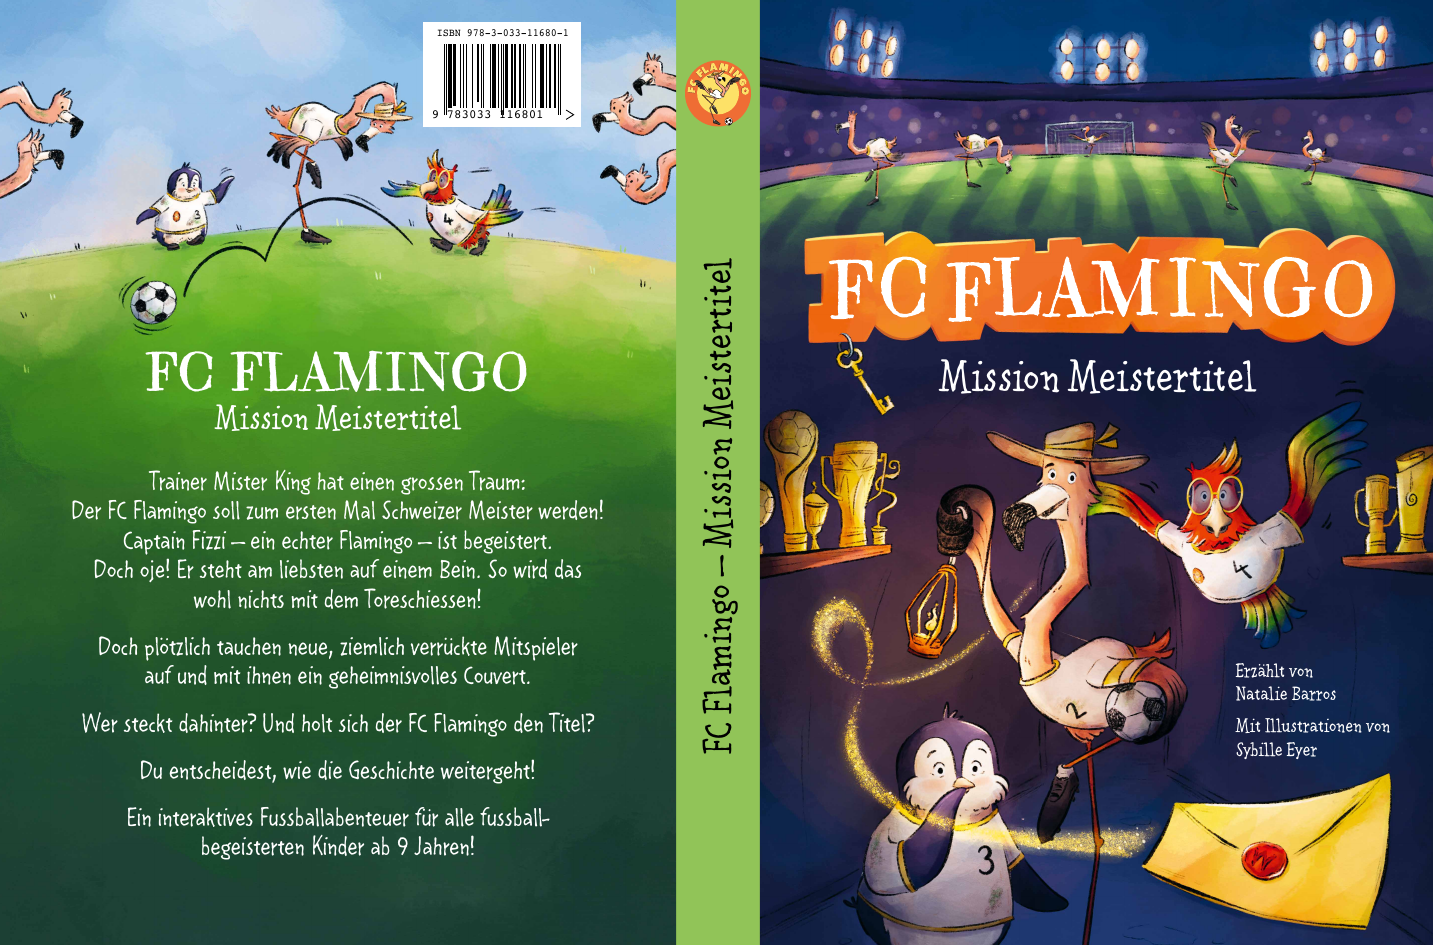 ISBN 978-3-033-11680-1
9 783033 116801 >
3
4
FC FLAMINGO
Mission Meistertitel
Trainer Mister King hat einen grossen Traum:
Der FC Flamingo soll zum ersten Mal Schweizer Meister werden!
Captain Fizzi – ein echter Flamingo – ist begeistert.
Doch oje! Er steht am liebsten auf einem Bein. So wird das
wohl nichts mit dem Toreschiessen!
Doch plötzlich tauchen neue, ziemlich verrückte Mitspieler
auf und mit ihnen ein geheimnisvolles Couvert.
Wer steckt dahinter? Und holt sich der FC Flamingo den Titel?
Du entscheidest, wie die Geschichte weitergeht!
Ein interaktives Fussballabenteuer für alle fussball-
begeisterten Kinder ab 9 Jahren!
FC FLAMINGO
FC Flamingo – Mission Meistertitel
FC FLAMINGO
Mission Meistertitel
4
2
3
Erzählt von
Natalie Barros
Mit Illustrationen von
Sybille Eyer